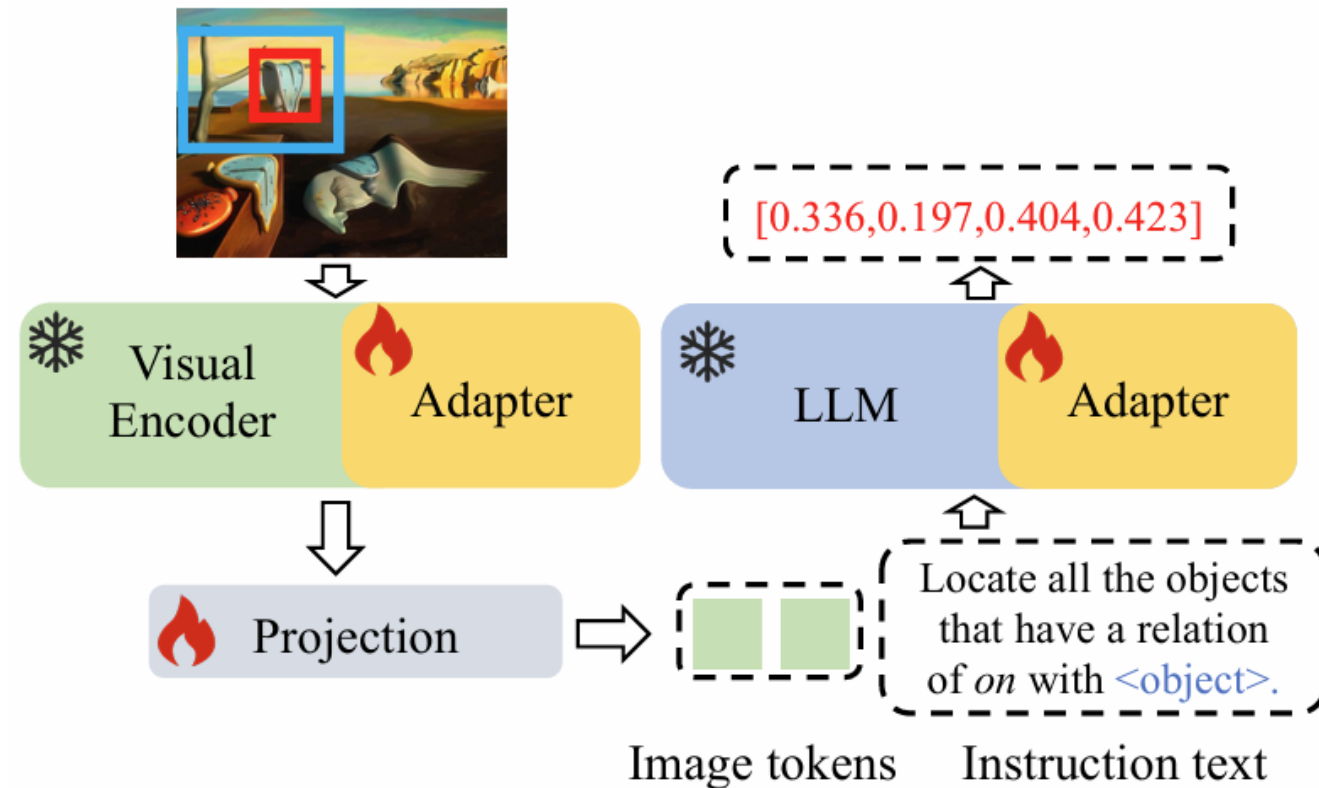 [0.336,0.197,0.404,0.423]
Visual
Encoder
Adapter
LLM
Adapter
Projection
Locate all the objects
that have a relation
of on with <object>.
Image tokens
Instruction text